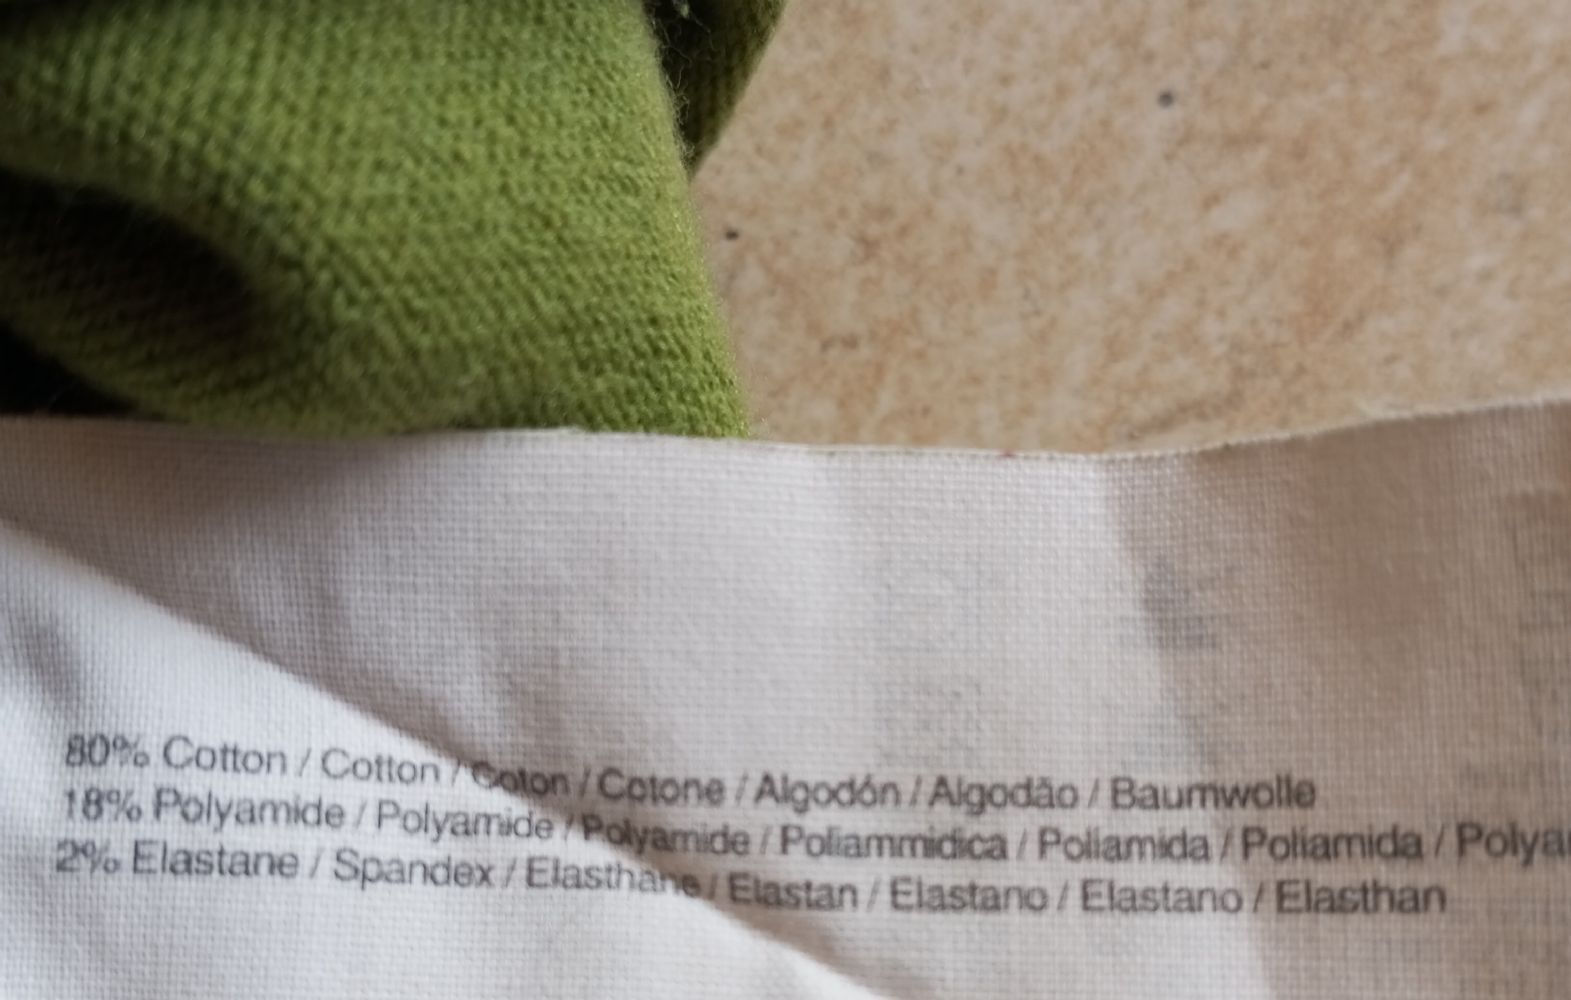 80% Cotton / Cotton / Coton / Cotone / Algodón / Algodão / Baumwolle
18% Polyamide / Polyamide / Polyamide / Poliammidica / Poliamida / Poliamida /
2% Elastane / Spandex / Elasthane / Elastan / Elastano / Elastano / Elasthan